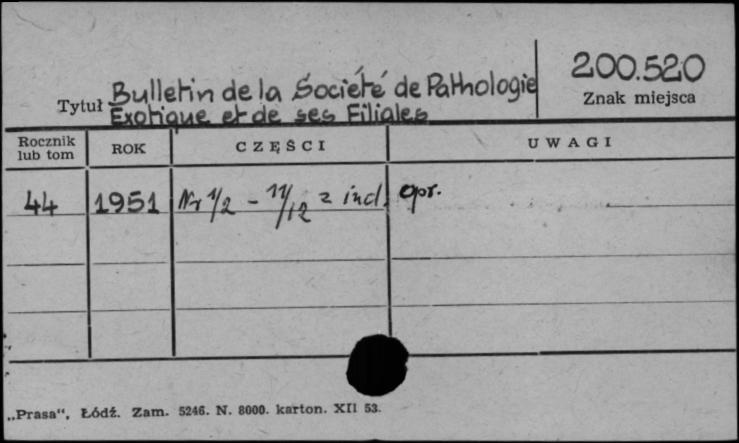 200.520
Znak miejsca
Tytuł Bulletin de la Société de Pathologie
Exotique et de ses Filiales
Rocznik lub tom ROK CZĘŚCI UWAGI
44 1951 Nr 1/2 - 11/12 z incl. opr.
„Prasa“, Łódź. Zam. 5246. N. 8000. karton. XII 53.